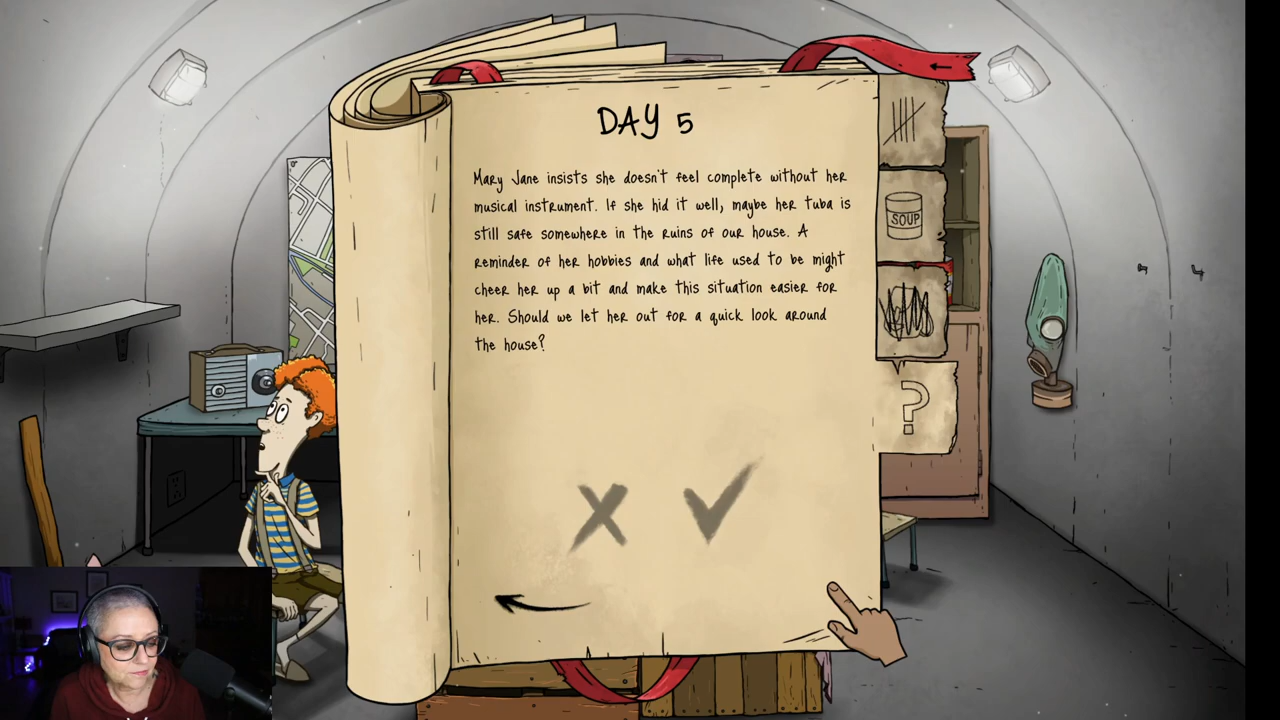 DAY 5
Mary Jane insists she doesn't feel complete without her
musical instrument. If she hid it well, maybe her tuba is
still safe somewhere in the ruins of our house. A
reminder of her hobbies and what life used to be might
cheer her up a bit and make this situation easier for
her. Should we let her out for a quick look around
the house?
SOUP
?